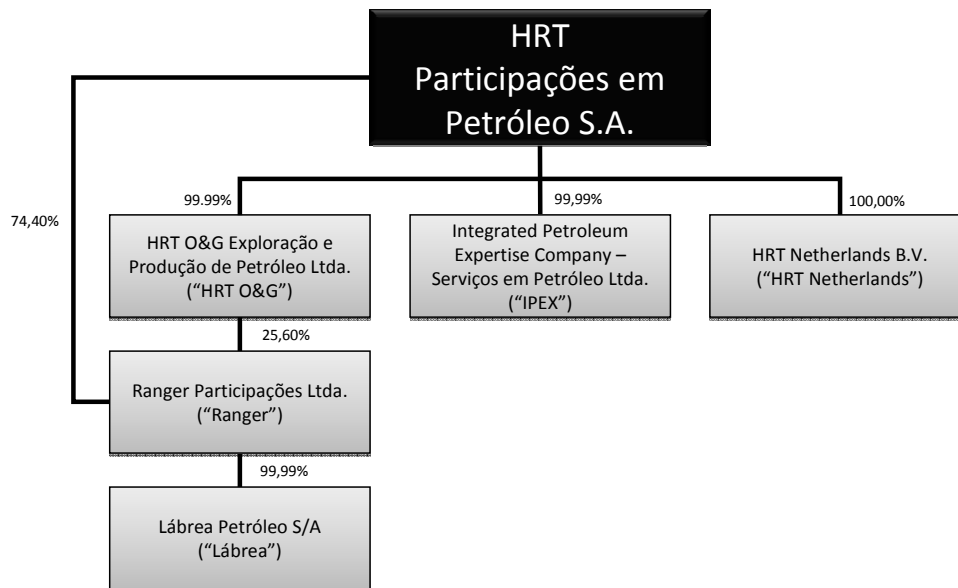 HRT
Participações em
Petróleo S.A.
74,40%
99.99%
99,99%
100,00%
HRT O&G Exploração e
Produção de Petróleo Ltda.
(“HRT O&G”)
Integrated Petroleum
Expertise Company –
Serviços em Petróleo Ltda.
(“IPEX”)
HRT Netherlands B.V.
(“HRT Netherlands”)
25,60%
Ranger Participações Ltda.
(“Ranger”)
99,99%
Lábrea Petróleo S/A
(“Lábrea”)